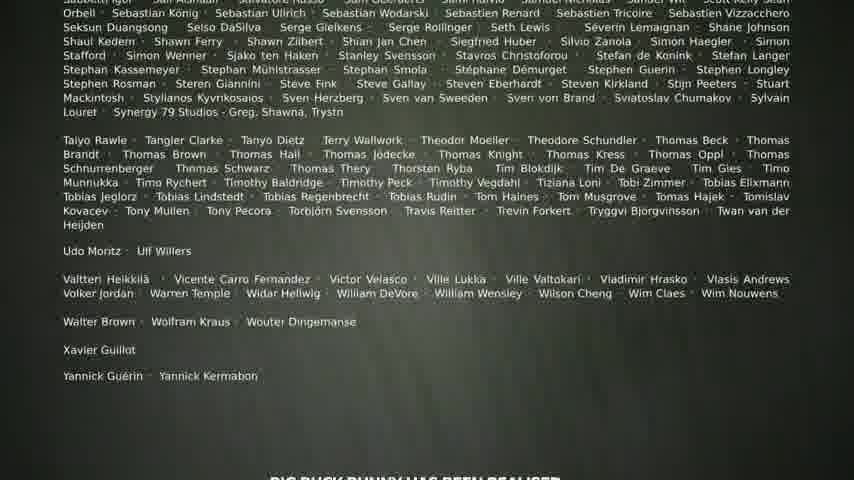 Orbell · Sebastian König · Sebastian Ullrich · Sebastian Wodarski · Sebastien Renard · Sebastien Tricoire · Sebastien Vizzacchero
Seksun Duangsong · Selso DaSilva · Serge Gielkens · Serge Rollinger · Seth Lewis · Séverin Lemaignan · Shane Johnson
Shaul Kedem · Shawn Ferry · Shawn Zilbert · Shian Jan Chen · Siegfried Huber · Silvio Zanola · Simon Haegler · Simon
Stafford · Simon Wenner · Sjako ten Haken · Stanley Svensson · Stavros Christoforou · Stefan de Konink · Stefan Langer
Stephan Kassemeyer · Stephan Mühlstrasser · Stephan Smola · Stéphane Démurget · Stephen Guerin · Stephen Longley
Stephen Rosman · Steren Giannini · Steve Fink · Steve Gallay · Steven Eberhardt · Steven Kirkland · Stijn Peeters · Stuart
Mackintosh · Stylianos Kyvrikosaios · Sven Herzberg · Sven van Sweeden · Sven von Brand · Sviatoslav Chumakov · Sylvain
Louret · Synergy 79 Studios - Greg, Shawna, Trystn
Taiyo Rawle · Tangler Clarke · Tanyo Dietz · Terry Wallwork · Theodor Moeller · Theodore Schundler · Thomas Beck · Thomas
Brandt · Thomas Brown · Thomas Hall · Thomas Jödecke · Thomas Knight · Thomas Kress · Thomas Oppl · Thomas
Schnurrenberger · Thomas Schwarz · Thomas Thery · Thorsten Ryba · Tim Blokdijk · Tim De Graeve · Tim Gies · Timo
Munnukka · Timo Rychert · Timothy Baldridge · Timothy Peck · Timothy Vegdahl · Tiziana Loni · Tobi Zimmer · Tobias Elixmann
Tobias Jeglorz · Tobias Lindstedt · Tobias Regenbrecht · Tobias Rudin · Tom Haines · Tom Musgrove · Tomas Hajek · Tomislav
Kovacev · Tony Mullen · Tony Pecora · Torbjörn Svensson · Travis Reitter · Trevin Forkert · Tryggvi Björgvinsson · Twan van der
Heijden
Udo Moritz · Ulf Willers
Valtteri Heikkilä · Vicente Carro Fernandez · Victor Velasco · Ville Lukka · Ville Valtokari · Vladimir Hrasko · Vlasis Andrews
Volker Jordan · Warren Temple · Widar Hellwig · William DeVore · William Wensley · Wilson Cheng · Wim Claes · Wim Nouwens
Walter Brown · Wolfram Kraus · Wouter Dingemanse
Xavier Guillot
Yannick Guérin · Yannick Kermabon
BIG BUCK BUNNY HAS BEEN REALISED